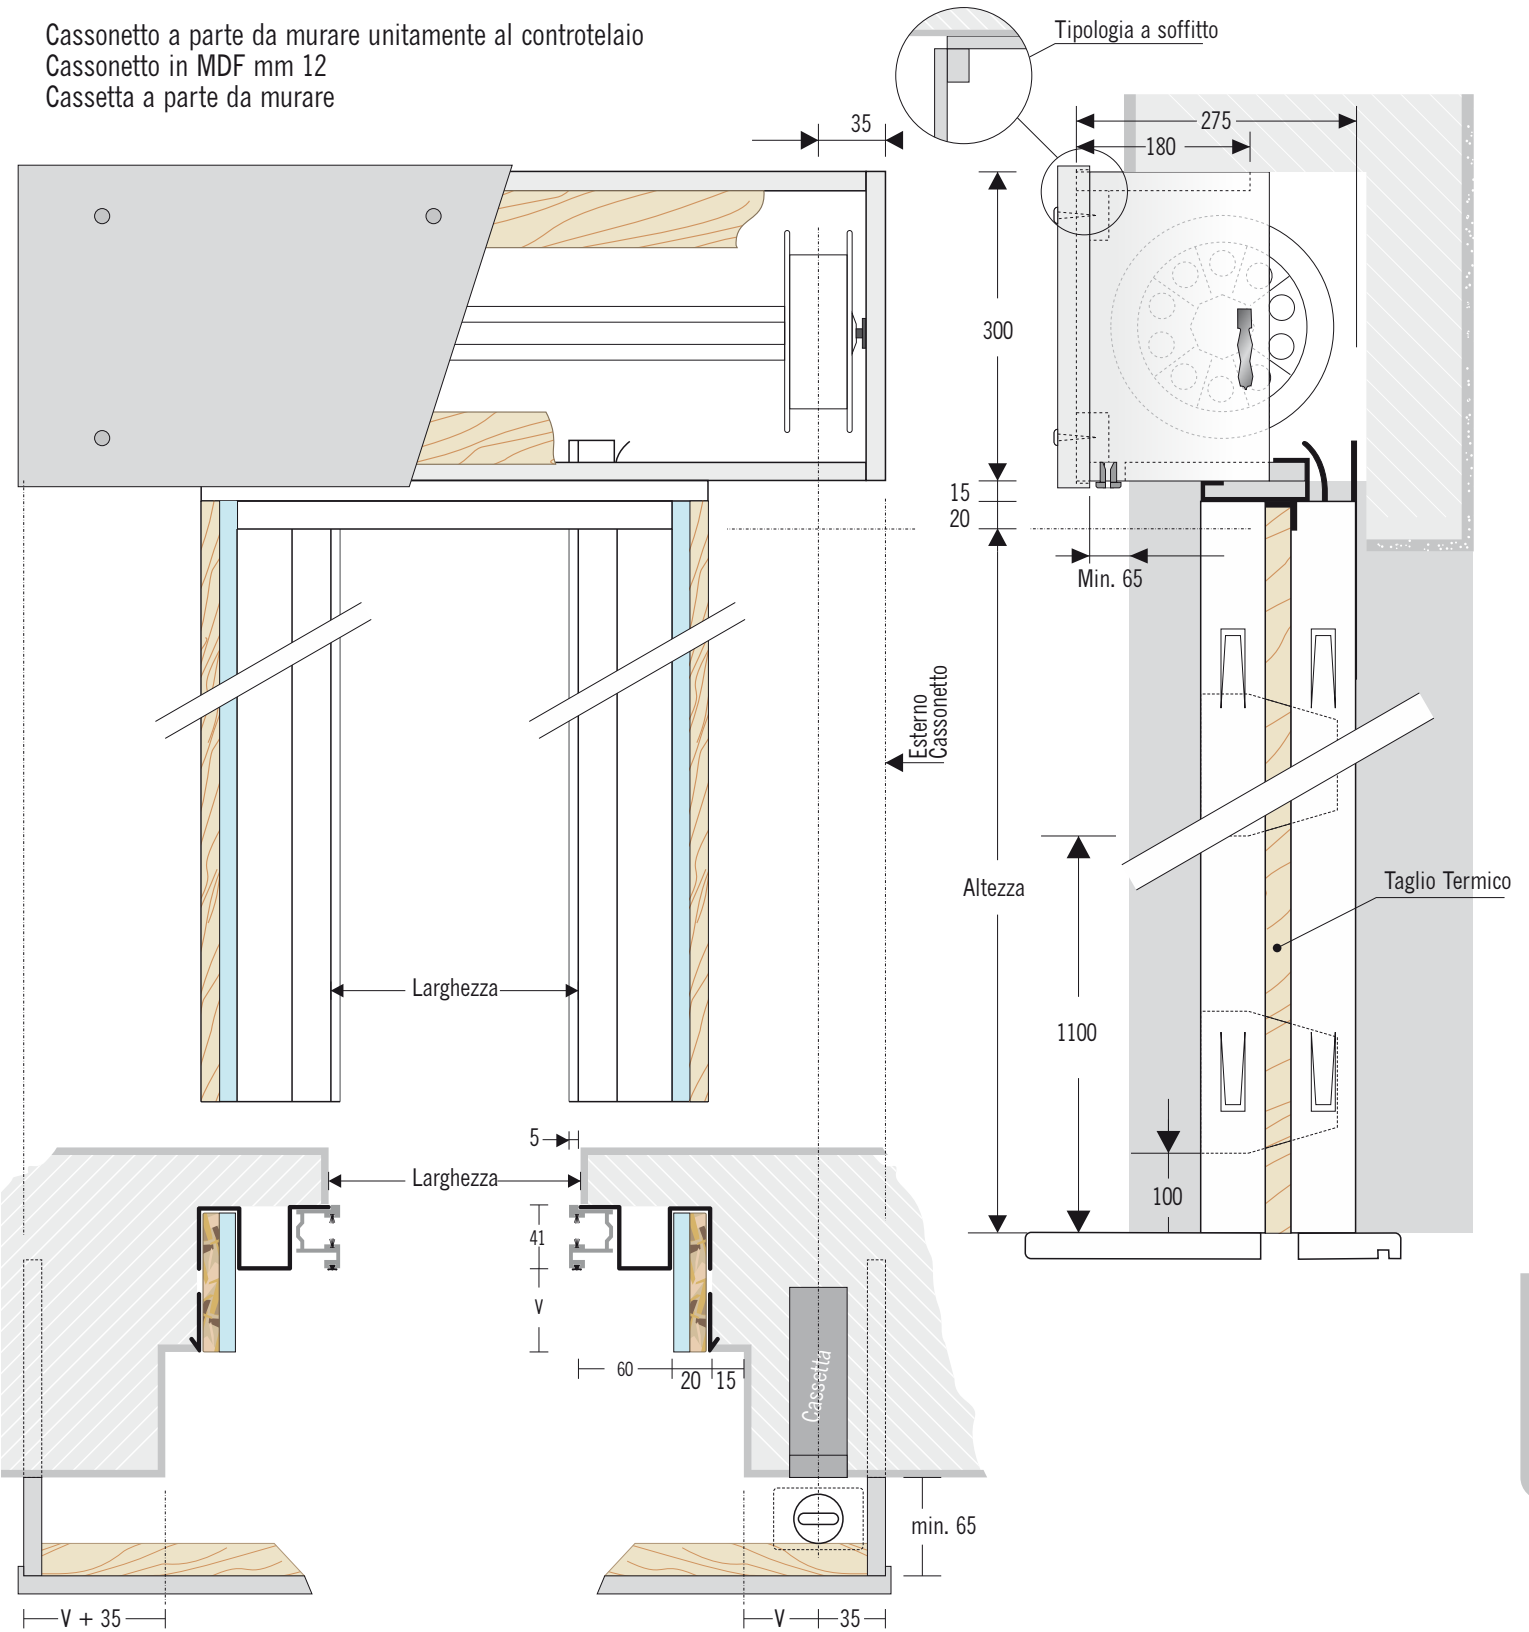 Cassonetto a parte da murare unitamente al controtelaio
Cassonetto in MDF mm 12
Cassetta a parte da murare
Tipologia a soffitto
35
275
180
300
15
20
Min. 65
Esterno
Cassonetto
Altezza
Taglio Termico
Larghezza
1100
100
5
Larghezza
41
V
60
20
15
Cassetta
min. 65
V + 35
V
35